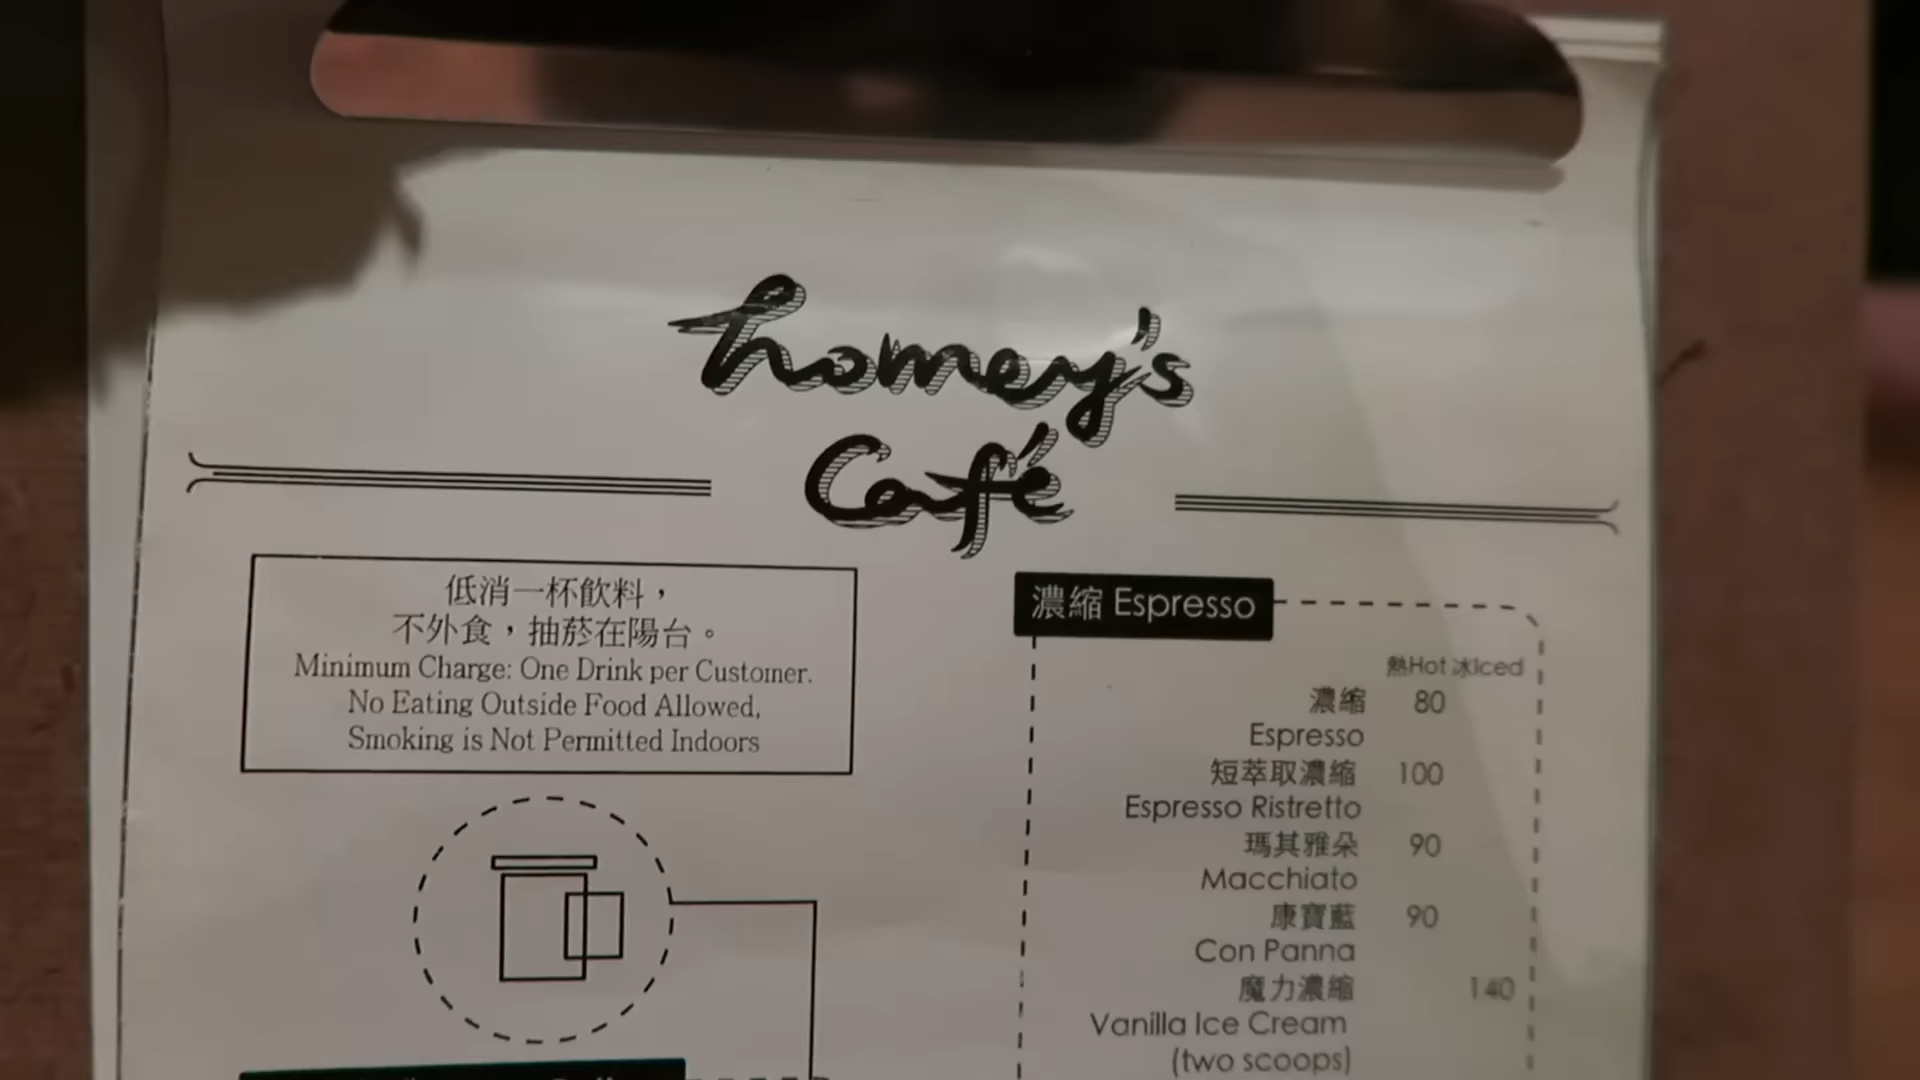 homey's
Café
低消一杯飲料，
不外食，抽菸在陽台。
Minimum Charge: One Drink per Customer.
No Eating Outside Food Allowed,
Smoking is Not Permitted Indoors
濃縮 Espresso
熱Hot 冰Iced
濃縮 80
Espresso
短萃取濃縮 100
Espresso Ristretto
瑪其雅朵 90
Macchiato
康寶藍 90
Con Panna
魔力濃縮 140
Vanilla Ice Cream
(two scoops)